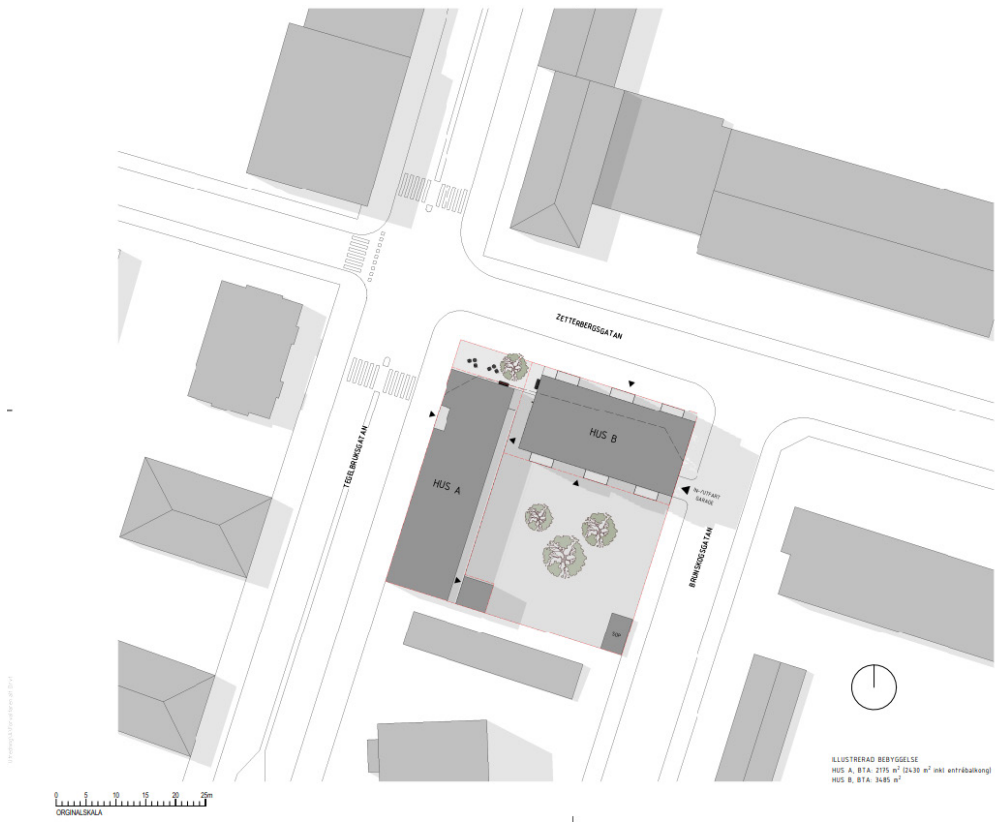 ZETTERBERGSGATAN
HUS B
TEGELBRUKSGATAN
HUS A
IN-/UTFART
GARAGE
BRUNSKOGSGATAN
SOP
ILLUSTRERAD BEBYGGELSE
HUS A, BTA: 2175 m² (2430 m² inkl entrébalkong)
HUS B, BTA: 3485 m²
0 5 10 15 20 25m
ORGINALSKALA